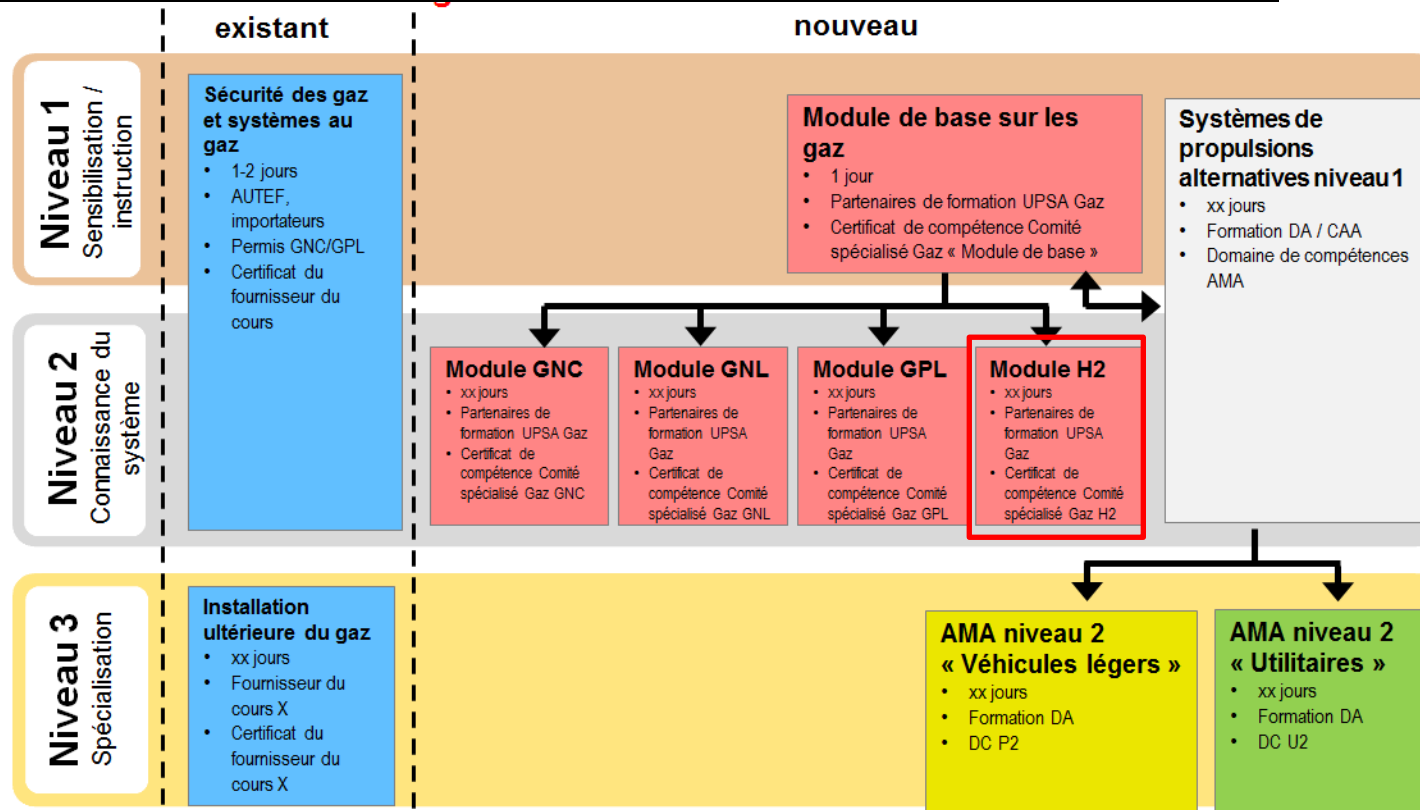 existant
nouveau
Niveau 1
Sensibilisation /
instruction
Sécurité des gaz
et systèmes au
gaz
• 1-2 jours
• AUTEF,
importateurs
• Permis GNC/GPL
• Certificat du
fournisseur du
cours
Module de base sur les
gaz
• 1 jour
• Partenaires de formation UPSA Gaz
• Certificat de compétence Comité
spécialisé Gaz « Module de base »
Systèmes de
propulsions
alternatives niveau 1
• xx jours
• Formation DA / CAA
• Domaine de compétences
AMA
Niveau 2
Connaissance du
système
Module GNC
• xx jours
• Partenaires de
formation UPSA Gaz
• Certificat de
compétence Comité
spécialisé Gaz GNC
Module GNL
• xx jours
• Partenaires de
formation UPSA
Gaz
• Certificat de
compétence Comité
spécialisé Gaz GNL
Module GPL
• xx jours
• Partenaires de
formation UPSA
Gaz
• Certificat de
compétence Comité
spécialisé Gaz GPL
Module H2
• xx jours
• Partenaires de
formation UPSA
Gaz
• Certificat de
compétence Comité
spécialisé Gaz H2
Niveau 3
Spécialisation
Installation
ultérieure du gaz
• xx jours
• Fournisseur du
cours X
• Certificat du
fournisseur du
cours X
AMA niveau 2
« Véhicules légers »
• xx jours
• Formation DA
• DC P2
AMA niveau 2
« Utilitaires »
• xx jours
• Formation DA
• DC U2